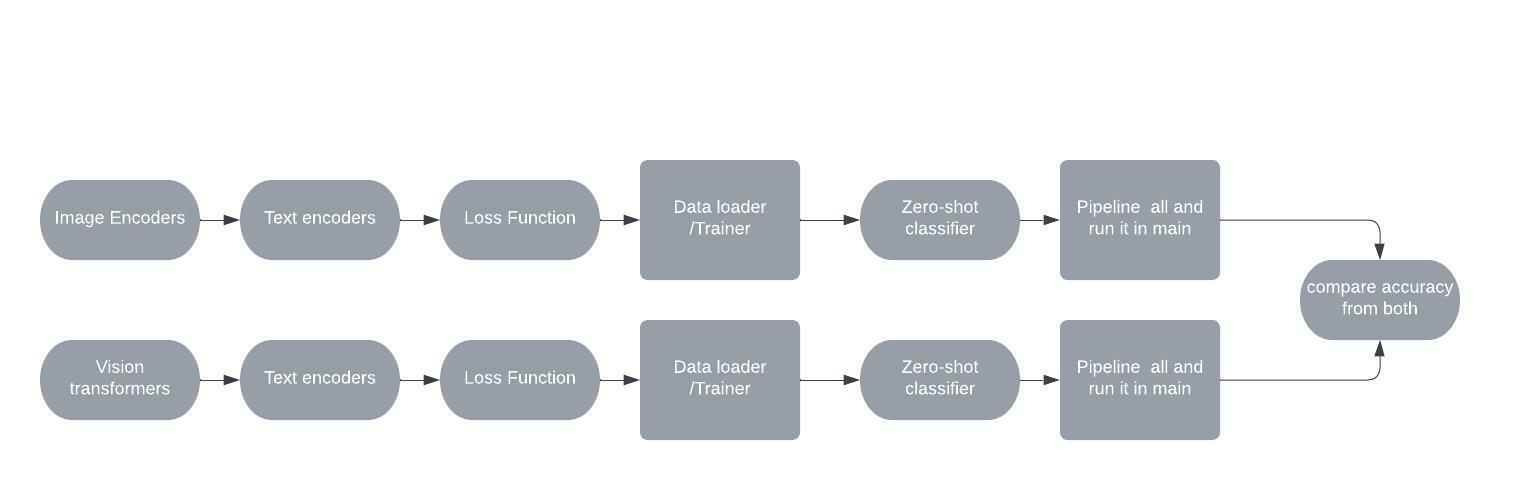 Image Encoders
Text encoders
Loss Function
Data loader
/Trainer
Zero-shot
classifier
Pipeline  all and
run it in main
compare accuracy
from both
Vision
transformers
Text encoders
Loss Function
Data loader
/Trainer
Zero-shot
classifier
Pipeline  all and
run it in main